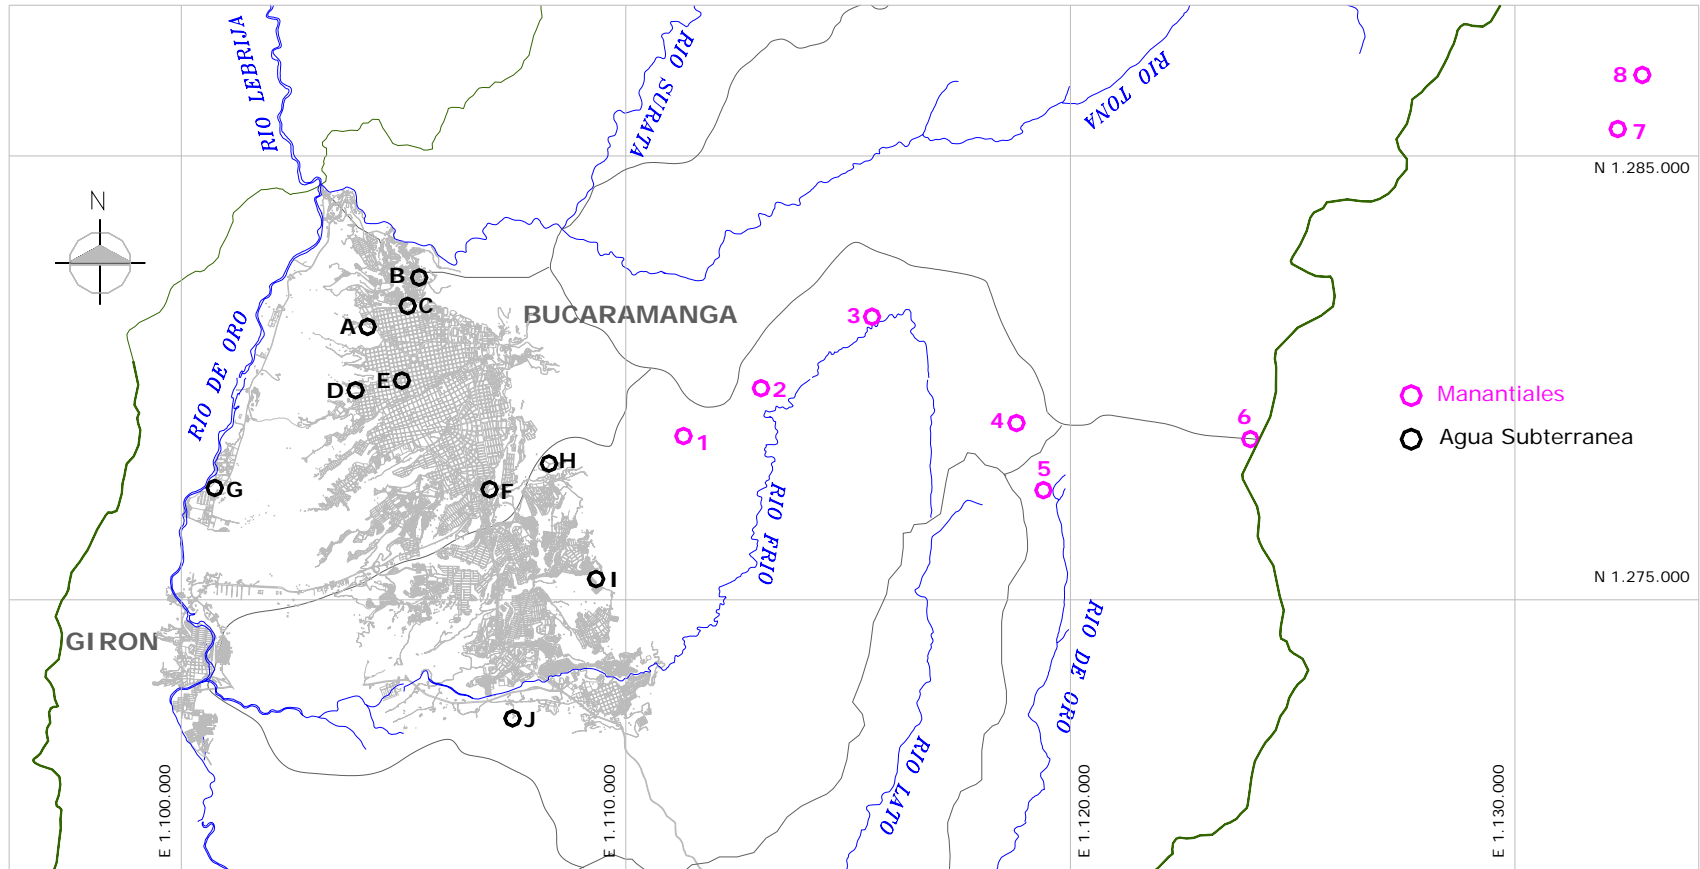 RIO LEBRIJA
RIO SURATA
RIO TONA
8
7
N 1.285.000
N
B
C
A
BUCARAMANGA
3
RIO DE ORO
E
D
2
Manantiales
4
6
1
Agua Subterranea
H
5
G
F
RIO FRIO
I
N 1.275.000
GIRON
RIO DE ORO
J
RIO LATO
E 1.100.000
E 1.110.000
E 1.120.000
E 1.130.000